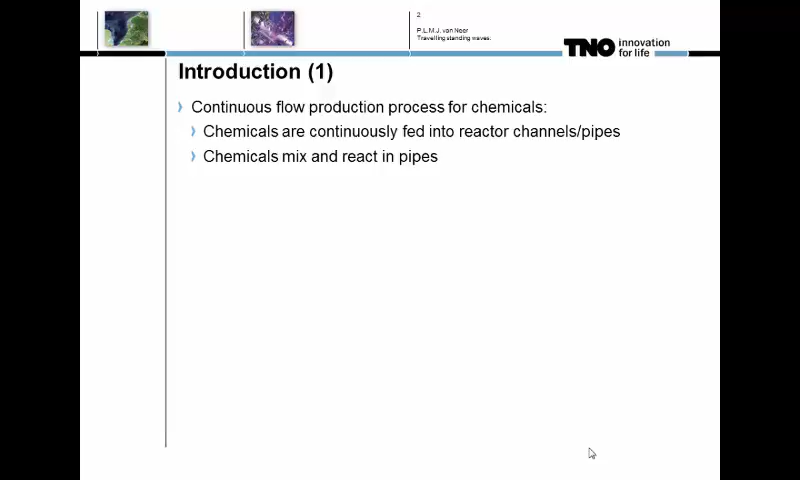 2
P.L.M.J. van Neer
Travelling standing waves:
TNO innovation
for life
Introduction (1)
Continuous flow production process for chemicals:
Chemicals are continuously fed into reactor channels/pipes
Chemicals mix and react in pipes